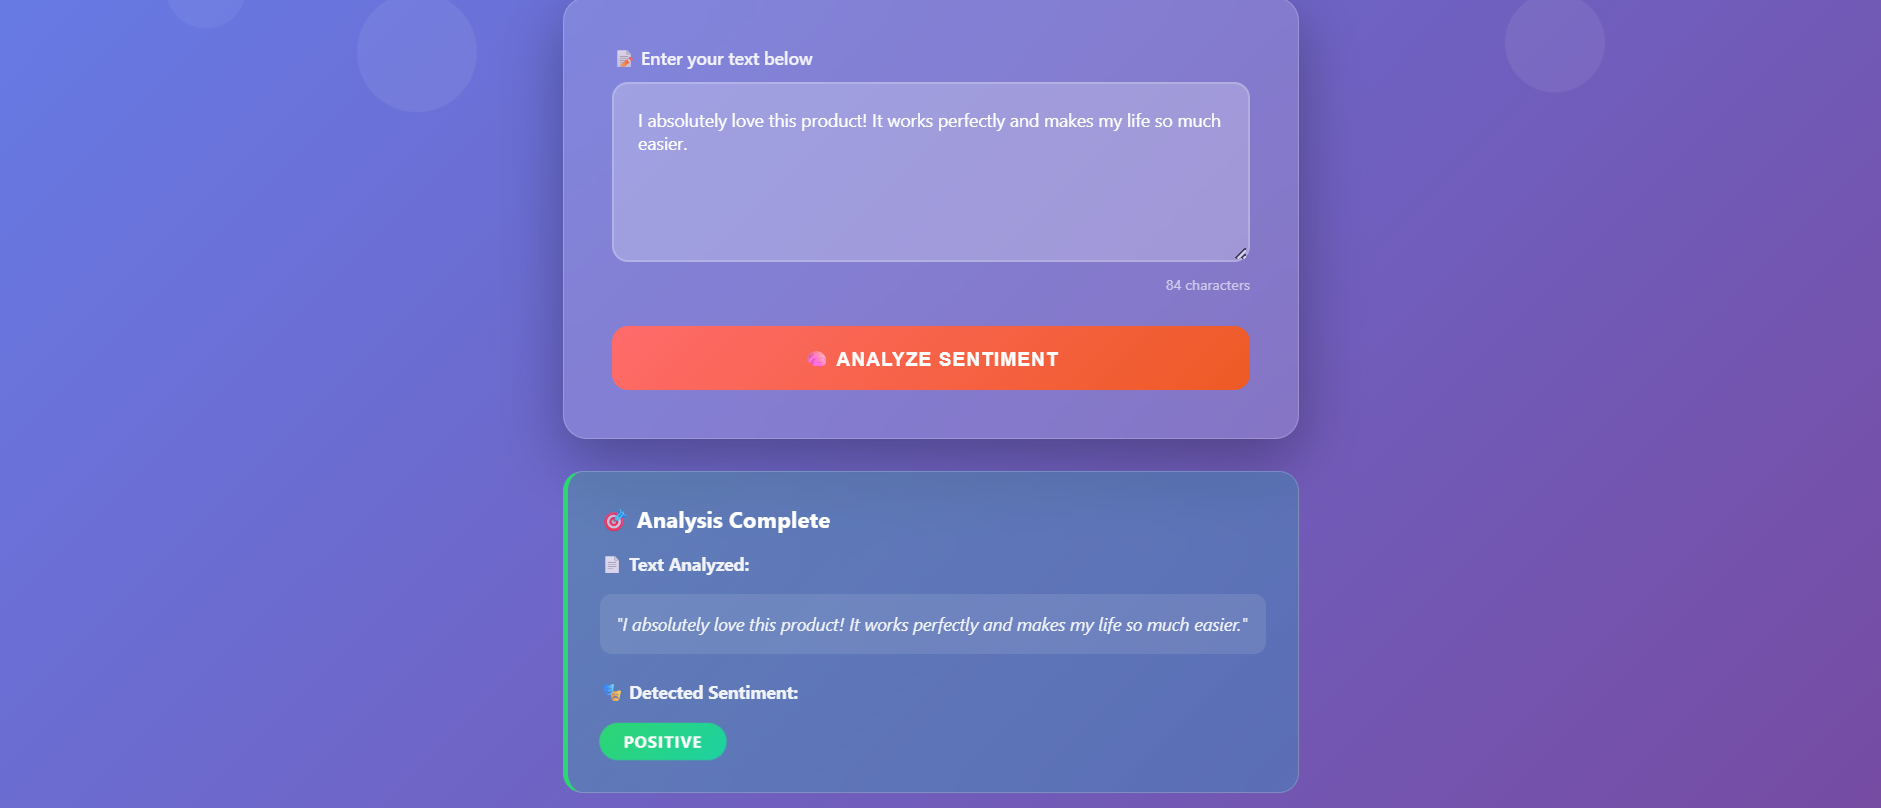 Enter your text below
I absolutely love this product! It works perfectly and makes my life so much
easier.
84 characters
ANALYZE SENTIMENT
Analysis Complete
Text Analyzed:
"I absolutely love this product! It works perfectly and makes my life so much easier."
Detected Sentiment:
POSITIVE